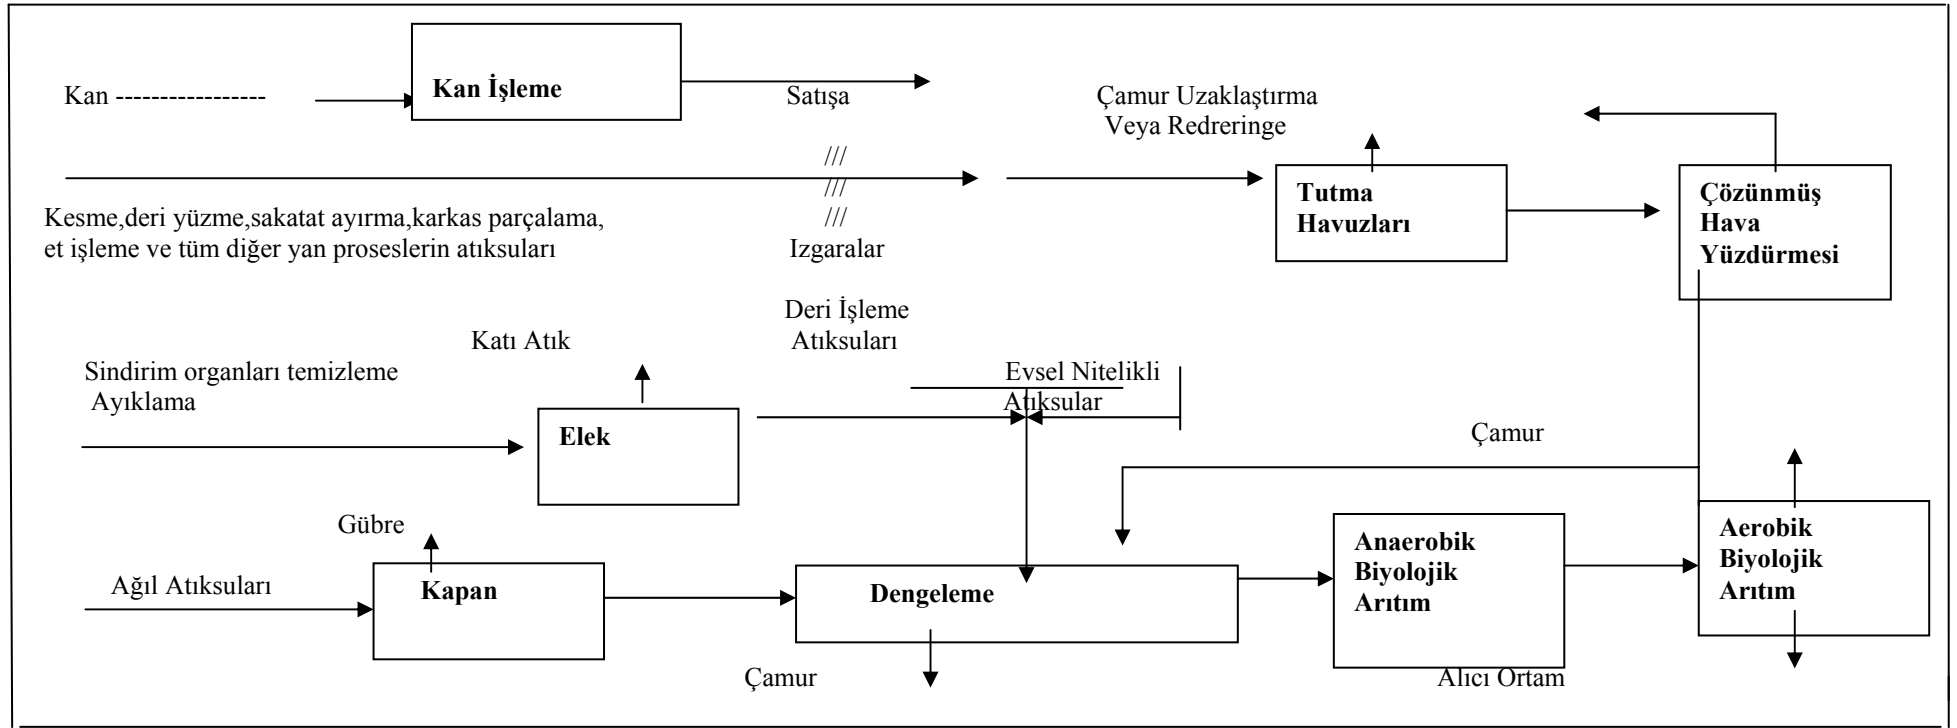 Kan -----------------
Kan İşleme
Satışa
Çamur Uzaklaştırma
Veya Redreringe
///
///
///
Kesme,deri yüzme,sakatat ayırma,karkas parçalama,
et işleme ve tüm diğer yan proseslerin atıksuları
Izgaralar
Tutma
Havuzları
Çözünmüş
Hava
Yüzdürmesi
Deri İşleme
Atıksuları
Katı Atık
Sindirim organları temizleme
Ayıklama
Elek
Evsel Nitelikli
Atıksular
Çamur
Gübre
Ağıl Atıksuları
Kapan
Dengeleme
Anaerobik
Biyolojik
Arıtım
Aerobik
Biyolojik
Arıtım
Çamur
Alıcı Ortam